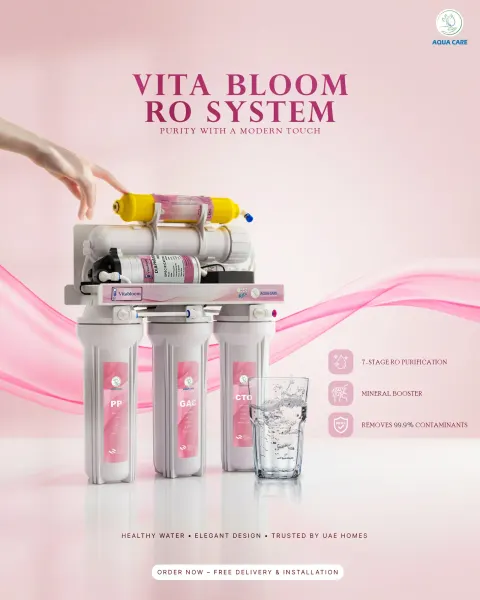 AQUA CARE
VITA BLOOM
RO SYSTEM
PURITY WITH A MODERN TOUCH
Vitabloom
PP
GAC
CTO
7-STAGE RO PURIFICATION
MINERAL BOOSTER
REMOVES 99.9% CONTAMINANTS
HEALTHY WATER • ELEGANT DESIGN • TRUSTED BY UAE HOMES
ORDER NOW – FREE DELIVERY & INSTALLATION